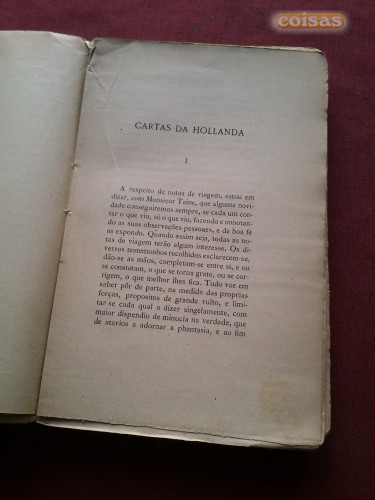 coisas
CARTAS DA HOLLANDA
I
A respeito de notas de viagem, estou em
dizer, com Monsieur Taine, que alguma novi-
dade conseguiremos sempre, se cada um con-
tar o que viu, só o que viu, fazendo e annotan-
do as suas observações pessoaes, e de boa fé
as expondo. Quando assim seja, todas as no-
tas de viagem terão algum interesse. Os di-
versos testemunhos recolhidos esclarecem-se,
dão-se as mãos, completam-se entre si, e ou
se constatam, o que se torna grato, ou se cor-
rigem, o que melhor lhes fica. Tudo voe em
saber pôr de parte, na medida das proprias
forças, propositos de grande vulto, e limi-
tar-se cada qual a dizer singelamente, com
maior dispendio de minucia na verdade, que
de atavios a adornar a phantasia, e ao fim